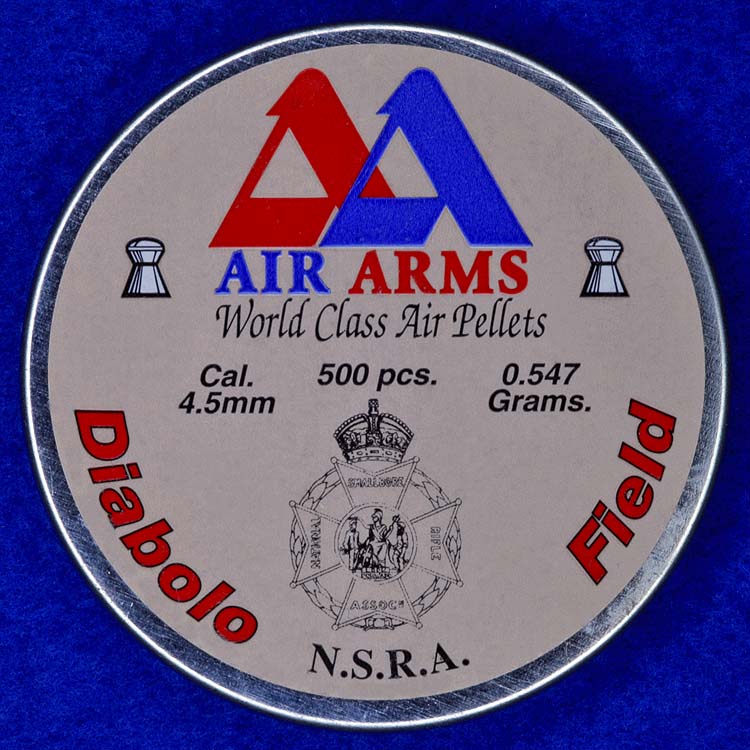 AIR ARMS
World Class Air Pellets
Cal. 500 pcs. 0.547
4.5mm Grams.
Diabolo Field
SMALLBORE
NATIONAL RIFLE
ASSOCN
N.S.R.A.